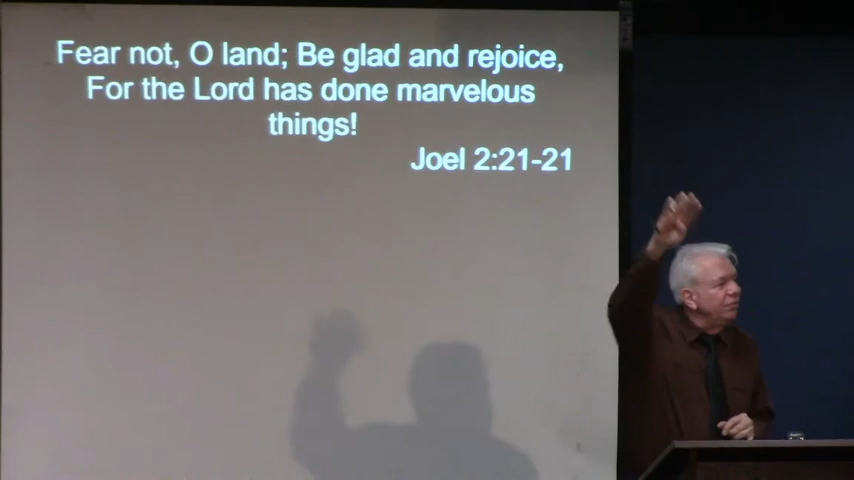 Fear not, O land; Be glad and rejoice,
For the Lord has done marvelous
things!
Joel 2:21-21